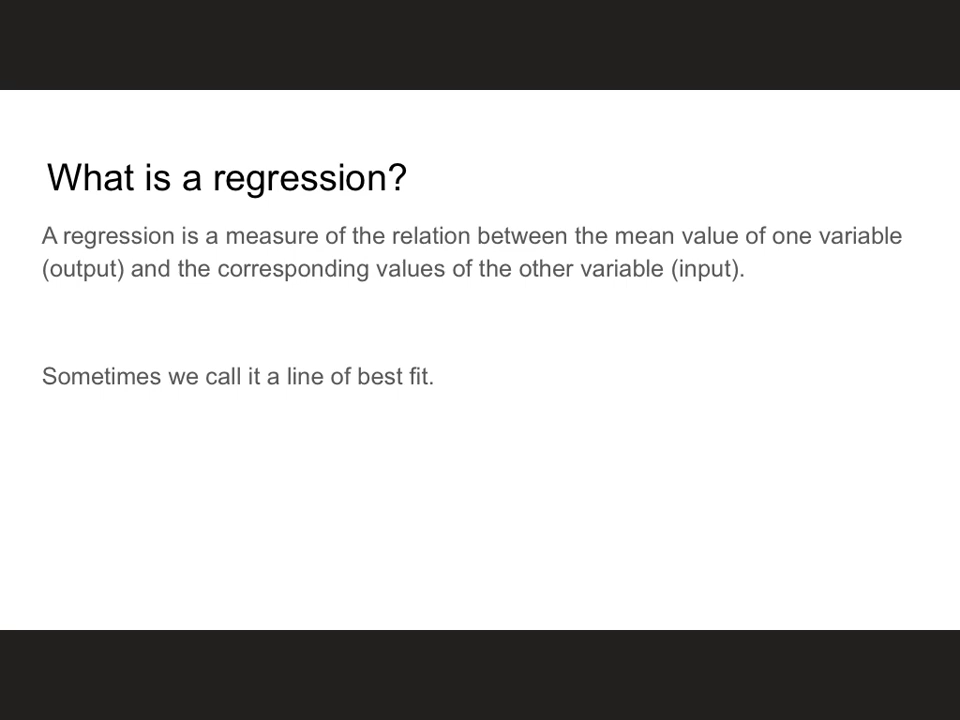 What is a regression?
A regression is a measure of the relation between the mean value of one variable
(output) and the corresponding values of the other variable (input).
Sometimes we call it a line of best fit.